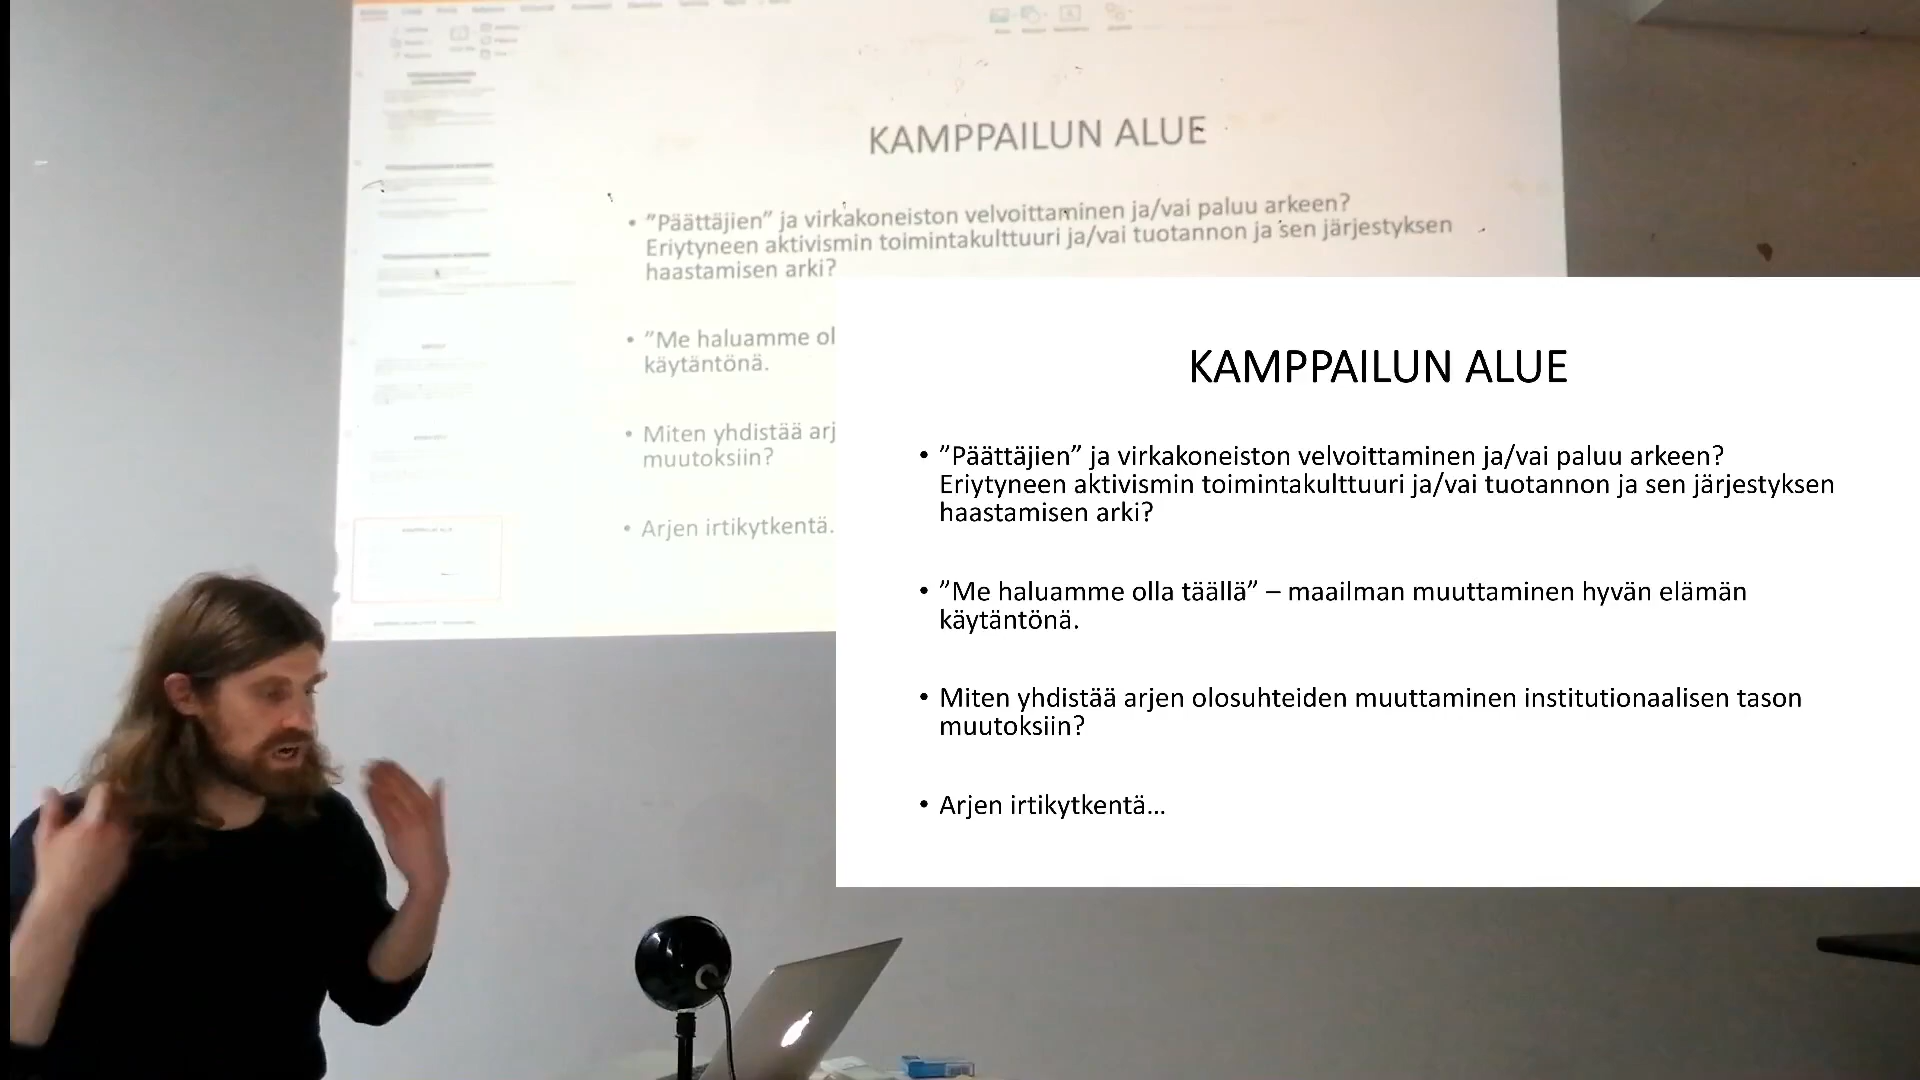 KAMPPAILUN ALUE
• ”Päättäjien” ja virkakoneiston velvoittaminen ja/vai paluu arkeen?
Eriytyneen aktivismin toimintakulttuuri ja/vai tuotannon ja sen järjestyksen
haastamisen arki?
• ”Me haluamme ol
käytäntönä.
• Miten yhdistää arj
muutoksiin?
• Arjen irtikytkentä.
KAMPPAILUN ALUE
• ”Päättäjien” ja virkakoneiston velvoittaminen ja/vai paluu arkeen?
Eriytyneen aktivismin toimintakulttuuri ja/vai tuotannon ja sen järjestyksen
haastamisen arki?
• ”Me haluamme olla täällä” – maailman muuttaminen hyvän elämän
käytäntönä.
• Miten yhdistää arjen olosuhteiden muuttaminen institutionaalisen tason
muutoksiin?
• Arjen irtikytkentä...